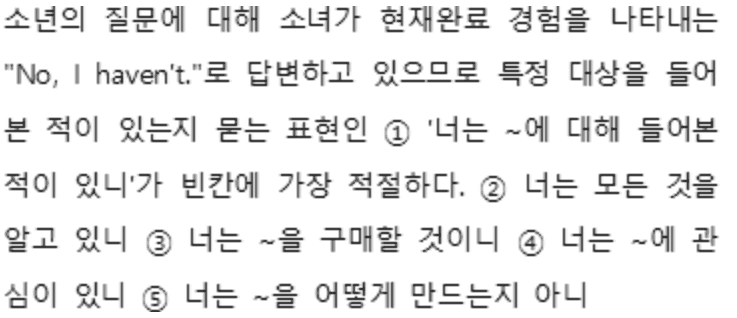 소년의 질문에 대해 소녀가 현재완료 경험을 나타내는
"No, I haven't."로 답변하고 있으므로 특정 대상을 들어
본 적이 있는지 묻는 표현인 ① '너는 ~에 대해 들어본
적이 있니'가 빈칸에 가장 적절하다. ② 너는 모든 것을
알고 있니 ③ 너는 ~을 구매할 것이니 ④ 너는 ~에 관
심이 있니 ⑤ 너는 ~을 어떻게 만드는지 아니